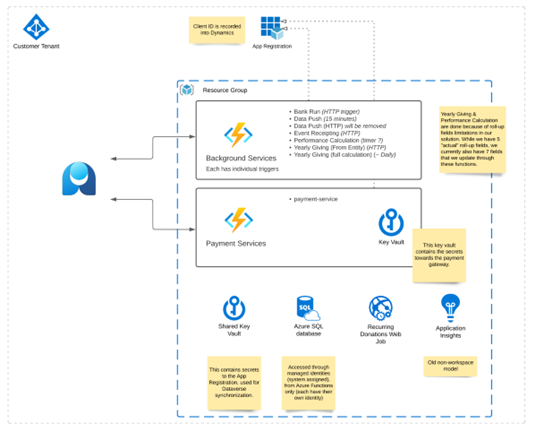 Customer Tenant
Client ID is recorded
into Dynamics
App Registration
Resource Group
Bank Run (HTTP trigger)
Data Push (15 minutes)
Data Push (HTTP) will be removed
Event Receipting (HTTP)
Performance Calculation (timer ?)
Yearly Giving (From Entity) (HTTP)
Yearly Giving (full calculation) (~ Daily)
Background Services
Each has individual triggers
Yearly Giving &
Performance Calculation
are done because of roll-up
fields limitations in our
solution. While we have 3
"actual" roll-up fields, we
currently also have 7 fields
that we update through
these functions.
payment-service
Payment Services
Key Vault
This key vault
contains the secrets
towards the payment
gateway.
Shared Key
Vault
Azure SQL
database
Recurring
Donations Web
Job
Application
Insights
This contains secrets
to the App
Registration, used for
Dataverse
synchronization.
Accessed through
managed identities
(system assigned),
from Azure Functions
only (each have their
own identity)
Old non-workspace
model